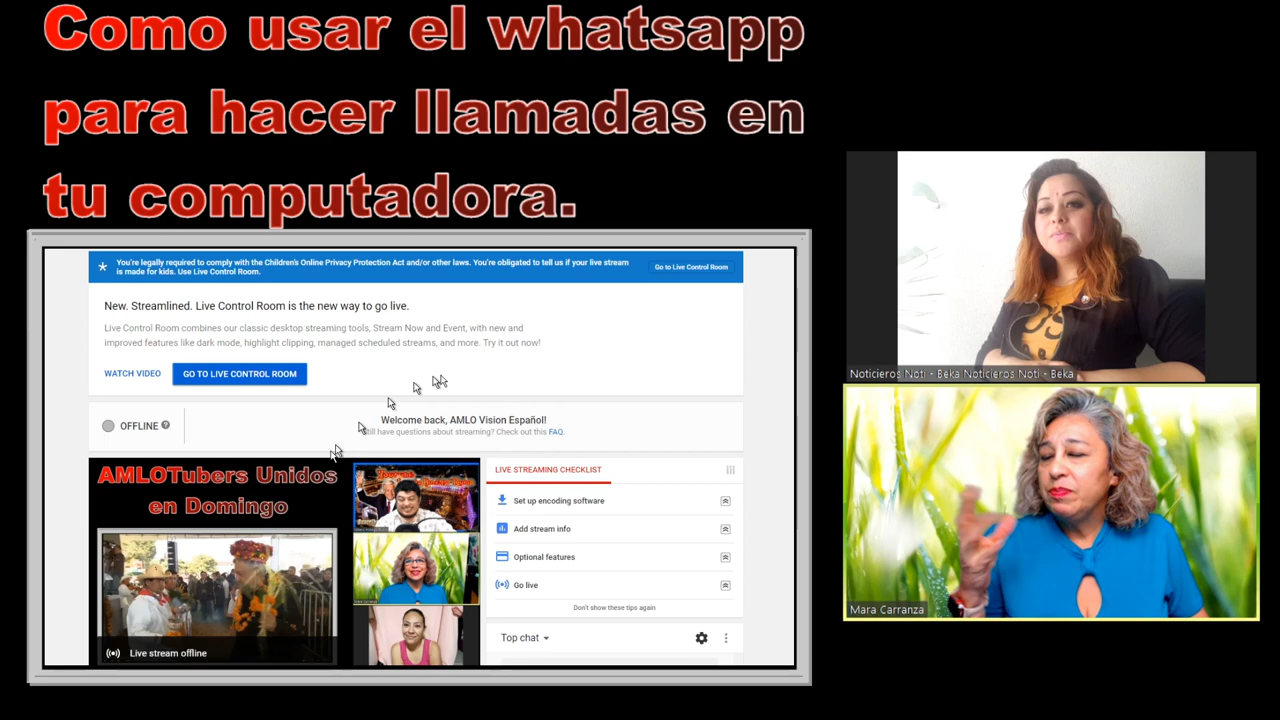 Como usar el whatsapp
para hacer llamadas en
tu computadora.
You're legally required to comply with the Children's Online Privacy Protection Act and/or other laws. You're obligated to tell us if your live stream
is made for kids. Use Live Control Room.
Go to Live Control Room
New. Streamlined. Live Control Room is the new way to go live.
Live Control Room combines our classic desktop streaming tools, Stream Now and Event, with new and
improved features like dark mode, highlight clipping, managed scheduled streams, and more. Try it out now!
WATCH VIDEO
GO TO LIVE CONTROL ROOM
OFFLINE
Welcome back, AMLO Vision Español!
still have questions about streaming? Check out this FAQ.
AMLOTubers Unidos
en Domingo
Live stream offline
LIVE STREAMING CHECKLIST
Set up encoding software
Add stream info
Optional features
Go live
Don't show these tips again
Top chat
Noticieros Noti - Beka Noticieros Noti - Beka
Mara Carranza